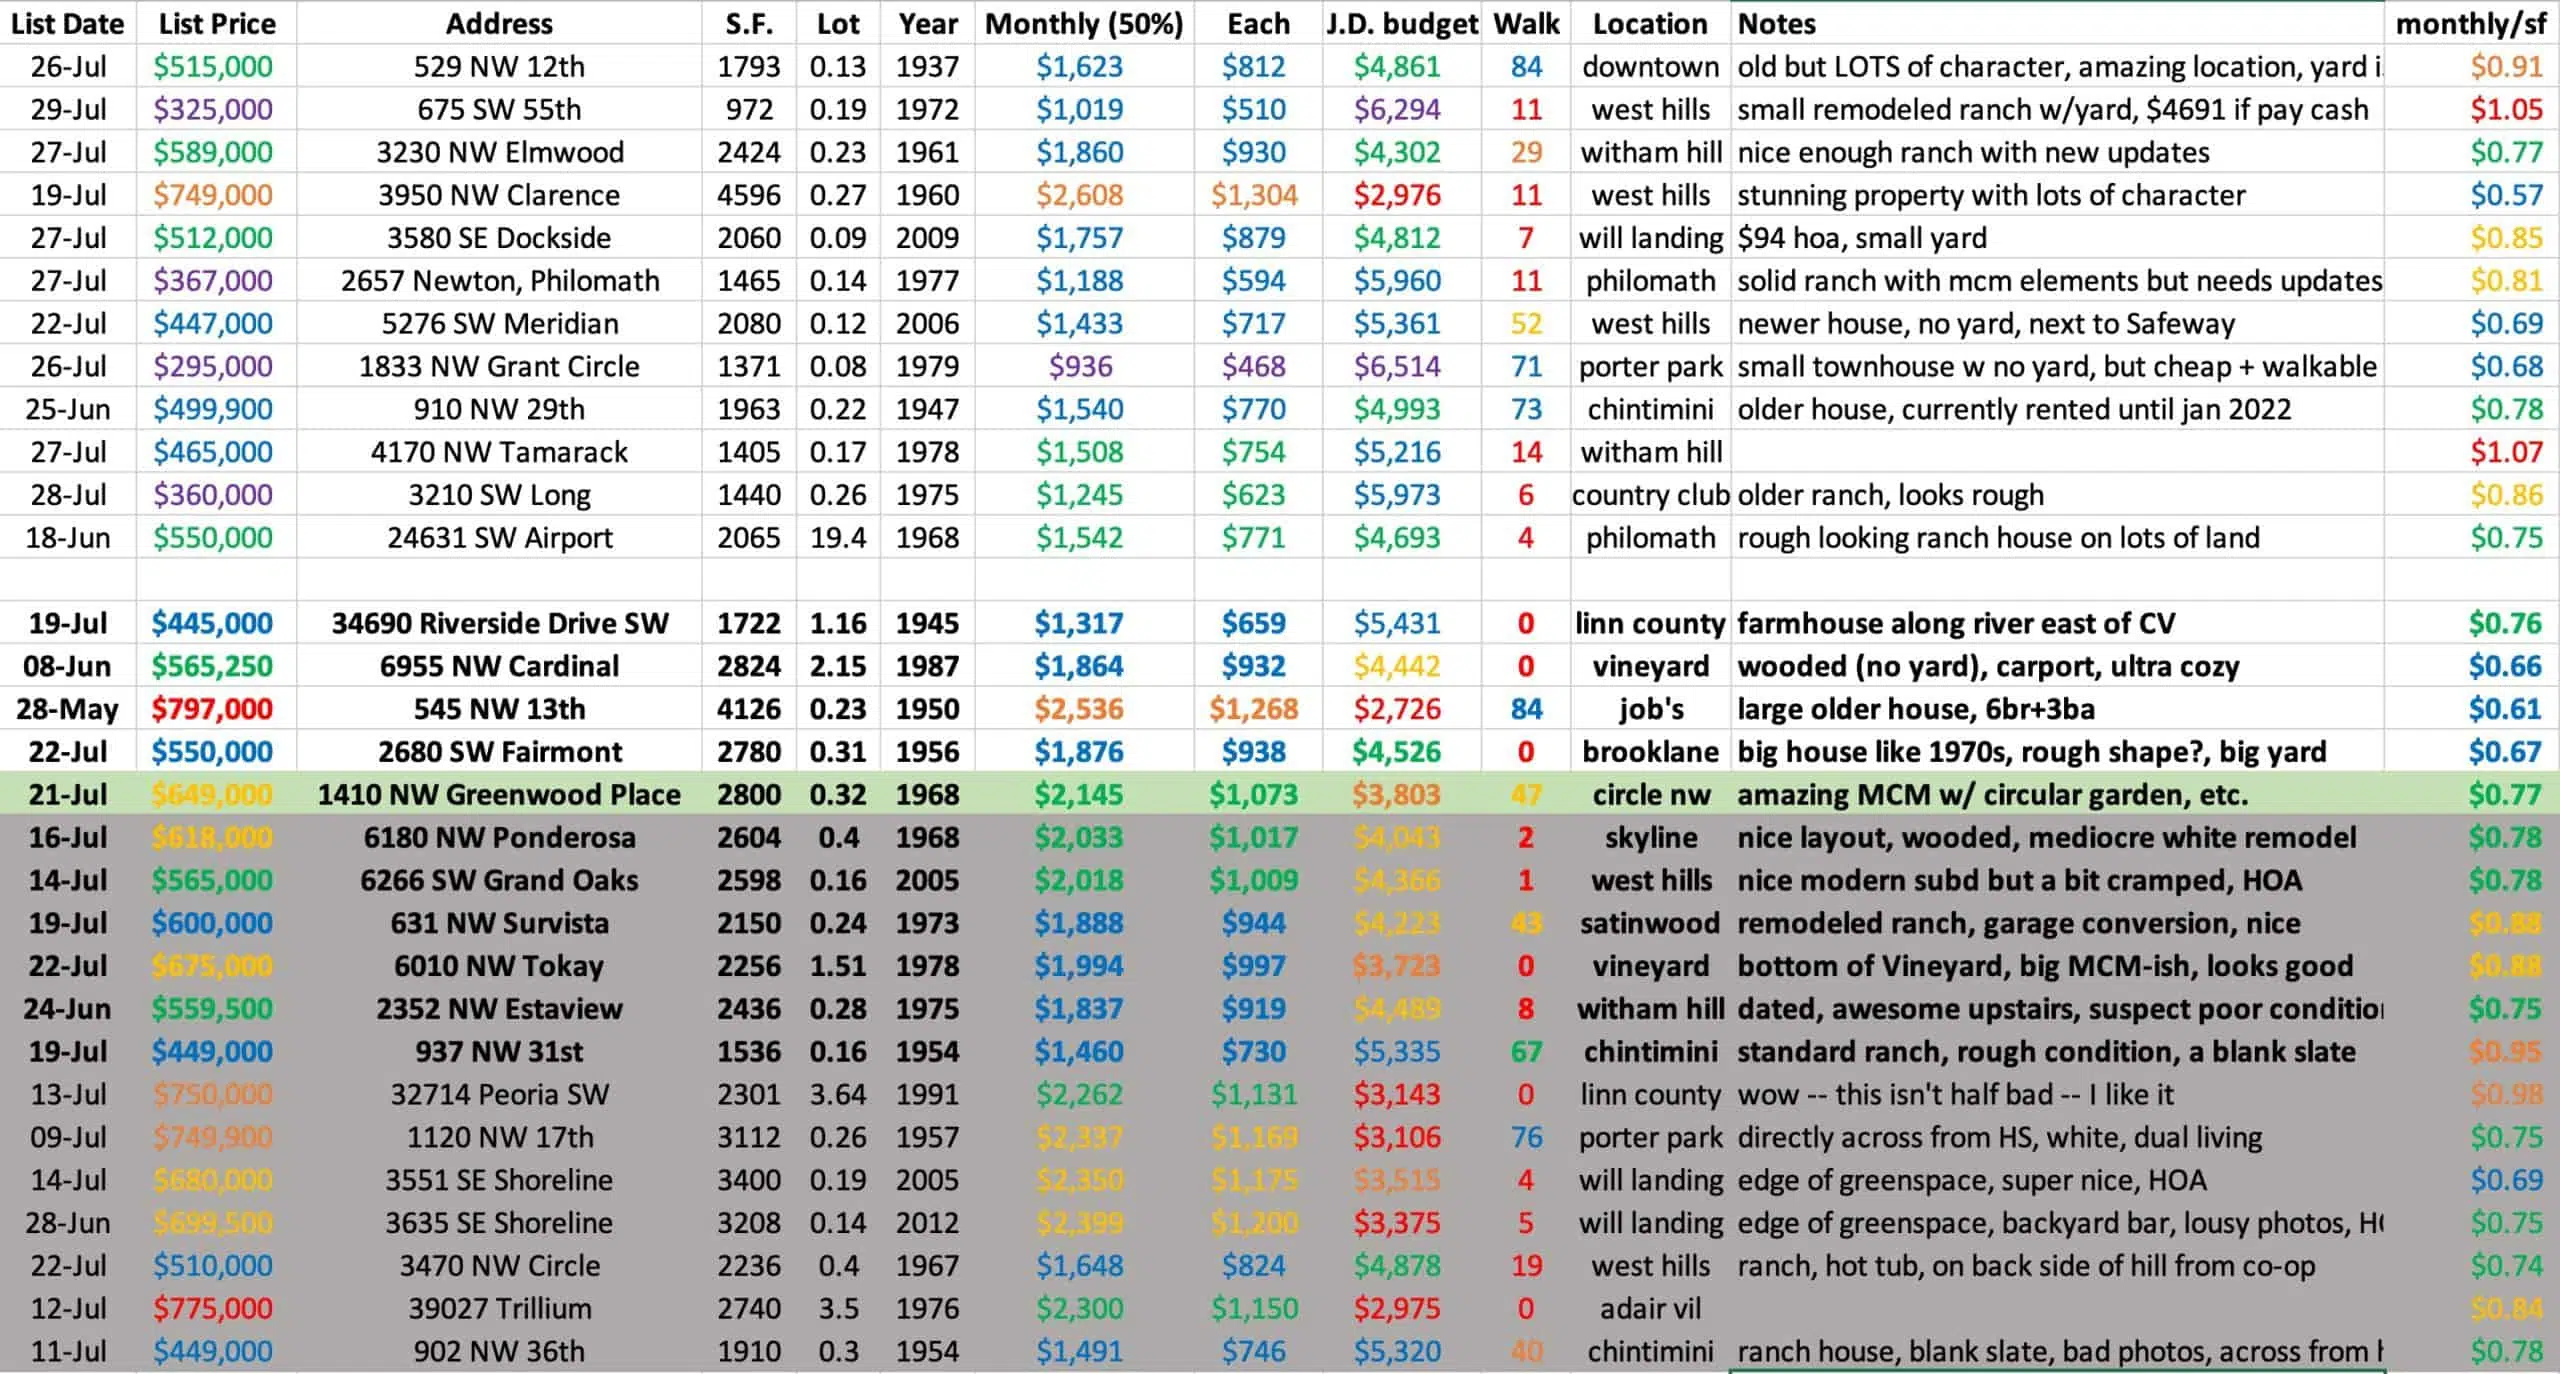 List Date List Price Address S.F. Lot Year Monthly (50%) Each J.D. budget Walk Location Notes monthly/sf
26-Jul $515,000 529 NW 12th 1793 0.13 1937 $1,623 $812 $4,861 84 downtown old but LOTS of character, amazing location, yard $0.91
29-Jul $325,000 675 SW 55th 972 0.19 1972 $1,019 $510 $6,294 11 west hills small remodeled ranch w/yard, $4691 if pay cash $1.05
27-Jul $589,000 3230 NW Elmwood 2424 0.23 1961 $1,860 $930 $4,302 29 witham hill nice enough ranch with new updates $0.77
19-Jul $749,000 3950 NW Clarence 4596 0.27 1960 $2,608 $1,304 $2,976 11 west hills stunning property with lots of character $0.57
27-Jul $512,000 3580 SE Dockside 2060 0.09 2009 $1,757 $879 $4,812 7 will landing $94 hoa, small yard $0.85
27-Jul $367,000 2657 Newton, Philomath 1465 0.14 1977 $1,188 $594 $5,960 11 philomath solid ranch with mcm elements but needs updates $0.81
22-Jul $447,000 5276 SW Meridian 2080 0.12 2006 $1,433 $717 $5,361 52 west hills newer house, no yard, next to Safeway $0.69
26-Jul $295,000 1833 NW Grant Circle 1371 0.08 1979 $936 $468 $6,514 71 porter park small townhouse w no yard, but cheap + walkable $0.68
25-Jun $499,900 910 NW 29th 1963 0.22 1947 $1,540 $770 $4,993 73 chintimini older house, currently rented until jan 2022 $0.78
27-Jul $465,000 4170 NW Tamarack 1405 0.17 1978 $1,508 $754 $5,216 14 witham hill $1.07
28-Jul $360,000 3210 SW Long 1440 0.26 1975 $1,245 $623 $5,973 6 country club older ranch, looks rough $0.86
18-Jun $550,000 24631 SW Airport 2065 19.4 1968 $1,542 $771 $4,693 4 philomath rough looking ranch house on lots of land $0.75
19-Jul $445,000 34690 Riverside Drive SW 1722 1.16 1945 $1,317 $659 $5,431 0 linn county farmhouse along river east of CV $0.76
08-Jun $565,250 6955 NW Cardinal 2824 2.15 1987 $1,864 $932 $4,442 0 vineyard wooded (no yard), carport, ultra cozy $0.66
28-May $797,000 545 NW 13th 4126 0.23 1950 $2,536 $1,268 $2,726 84 job's large older house, 6br+3ba $0.61
22-Jul $550,000 2680 SW Fairmont 2780 0.31 1956 $1,876 $938 $4,526 0 brooklane big house like 1970s, rough shape?, big yard $0.67
21-Jul $649,000 1410 NW Greenwood Place 2800 0.32 1968 $2,145 $1,073 $3,803 47 circle nw amazing MCM w/ circular garden, etc. $0.77
16-Jul $618,000 6180 NW Ponderosa 2604 0.4 1968 $2,033 $1,017 $4,043 2 skyline nice layout, wooded, mediocre white remodel $0.78
14-Jul $565,000 6266 SW Grand Oaks 2598 0.16 2005 $2,018 $1,009 $4,366 1 west hills nice modern subd but a bit cramped, HOA $0.78
19-Jul $600,000 631 NW Survista 2150 0.24 1973 $1,888 $944 $4,223 43 satinwood remodeled ranch, garage conversion, nice $0.88
22-Jul $675,000 6010 NW Tokay 2256 1.51 1978 $1,994 $997 $3,723 0 vineyard bottom of Vineyard, big MCM-ish, looks good $0.88
24-Jun $559,500 2352 NW Estaview 2436 0.28 1975 $1,837 $919 $4,489 8 witham hill dated, awesome upstairs, suspect poor condition $0.75
19-Jul $449,000 937 NW 31st 1536 0.16 1954 $1,460 $730 $5,335 67 chintimini standard ranch, rough condition, a blank slate $0.95
13-Jul $750,000 32714 Peoria SW 2301 3.64 1991 $2,262 $1,131 $3,143 0 linn county wow -- this isn't half bad -- I like it $0.98
09-Jul $749,900 1120 NW 17th 3112 0.26 1957 $2,337 $1,169 $3,106 76 porter park directly across from HS, white, dual living $0.75
14-Jul $680,000 3551 SE Shoreline 3400 0.19 2005 $2,350 $1,175 $3,515 4 will landing edge of greenspace, super nice, HOA $0.69
28-Jun $699,500 3635 SE Shoreline 3208 0.14 2012 $2,399 $1,200 $3,375 5 will landing edge of greenspace, backyard bar, lousy photos, $0.75
22-Jul $510,000 3470 NW Circle 2236 0.4 1967 $1,648 $824 $4,878 19 west hills ranch, hot tub, on back side of hill from co-op $0.74
12-Jul $775,000 39027 Trillium 2740 3.5 1976 $2,300 $1,150 $2,975 0 adair vil $0.84
11-Jul $449,000 902 NW 36th 1910 0.3 1954 $1,491 $746 $5,320 40 chintimini ranch house, blank slate, bad photos, across from $0.78